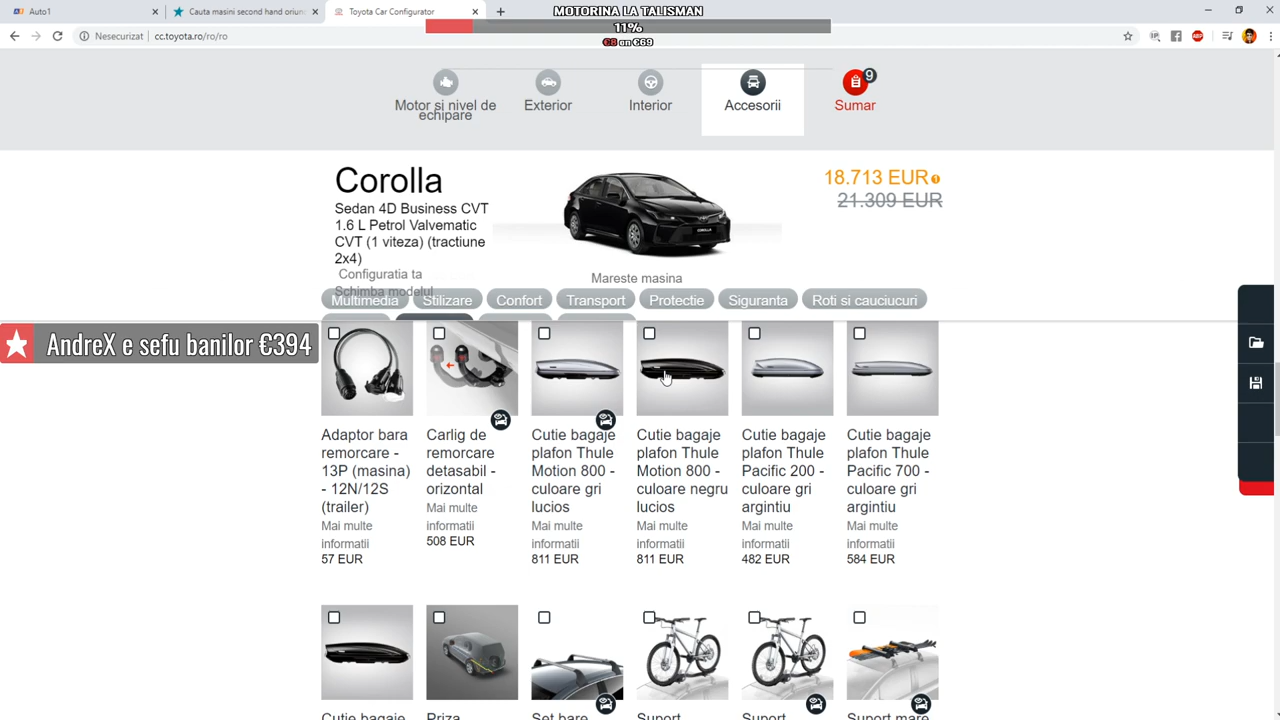 Auto1
Cauta masini second hand oriun
Toyota Car Configurator
MOTORINA LA TALISMAN
11%
€8 an €69
Nesecurizat
cc.toyota.ro/ro/ro
ABP
Motor si nivel de
echipare
Exterior
Interior
Accesorii
9
Sumar
Corolla
Sedan 4D Business CVT
1.6 L Petrol Valvematic
CVT (1 viteza) (tractiune
2x4)
Configuratia ta
Schimba modelul
18.713 EUR
21.309 EUR
COROLLA
Mareste masina
Multimedia
Stilizare
Confort
Transport
Protectie
Siguranta
Roti si cauciucuri
AndreX e sefu banilor €394
Adaptor bara
remorcare -
13P (masina)
- 12N/12S
(trailer)
Mai multe
informatii
57 EUR
Carlig de
remorcare
detasabil -
orizontal
Mai multe
informatii
508 EUR
Cutie bagaje
plafon Thule
Motion 800 -
culoare gri
lucios
Mai multe
informatii
811 EUR
Cutie bagaje
plafon Thule
Motion 800 -
culoare negru
lucios
Mai multe
informatii
811 EUR
Cutie bagaje
plafon Thule
Pacific 200 -
culoare gri
argintiu
Mai multe
informatii
482 EUR
Cutie bagaje
plafon Thule
Pacific 700 -
culoare gri
argintiu
Mai multe
informatii
584 EUR
Cutie bagaje
Priza
Set bare
Suport
Suport
Suport mare